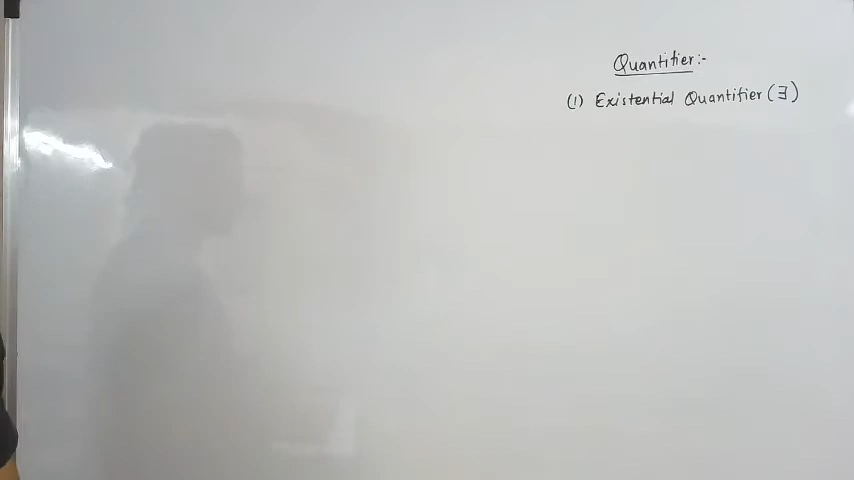 Quantifier:-
(1) Existential Quantifier (∃)